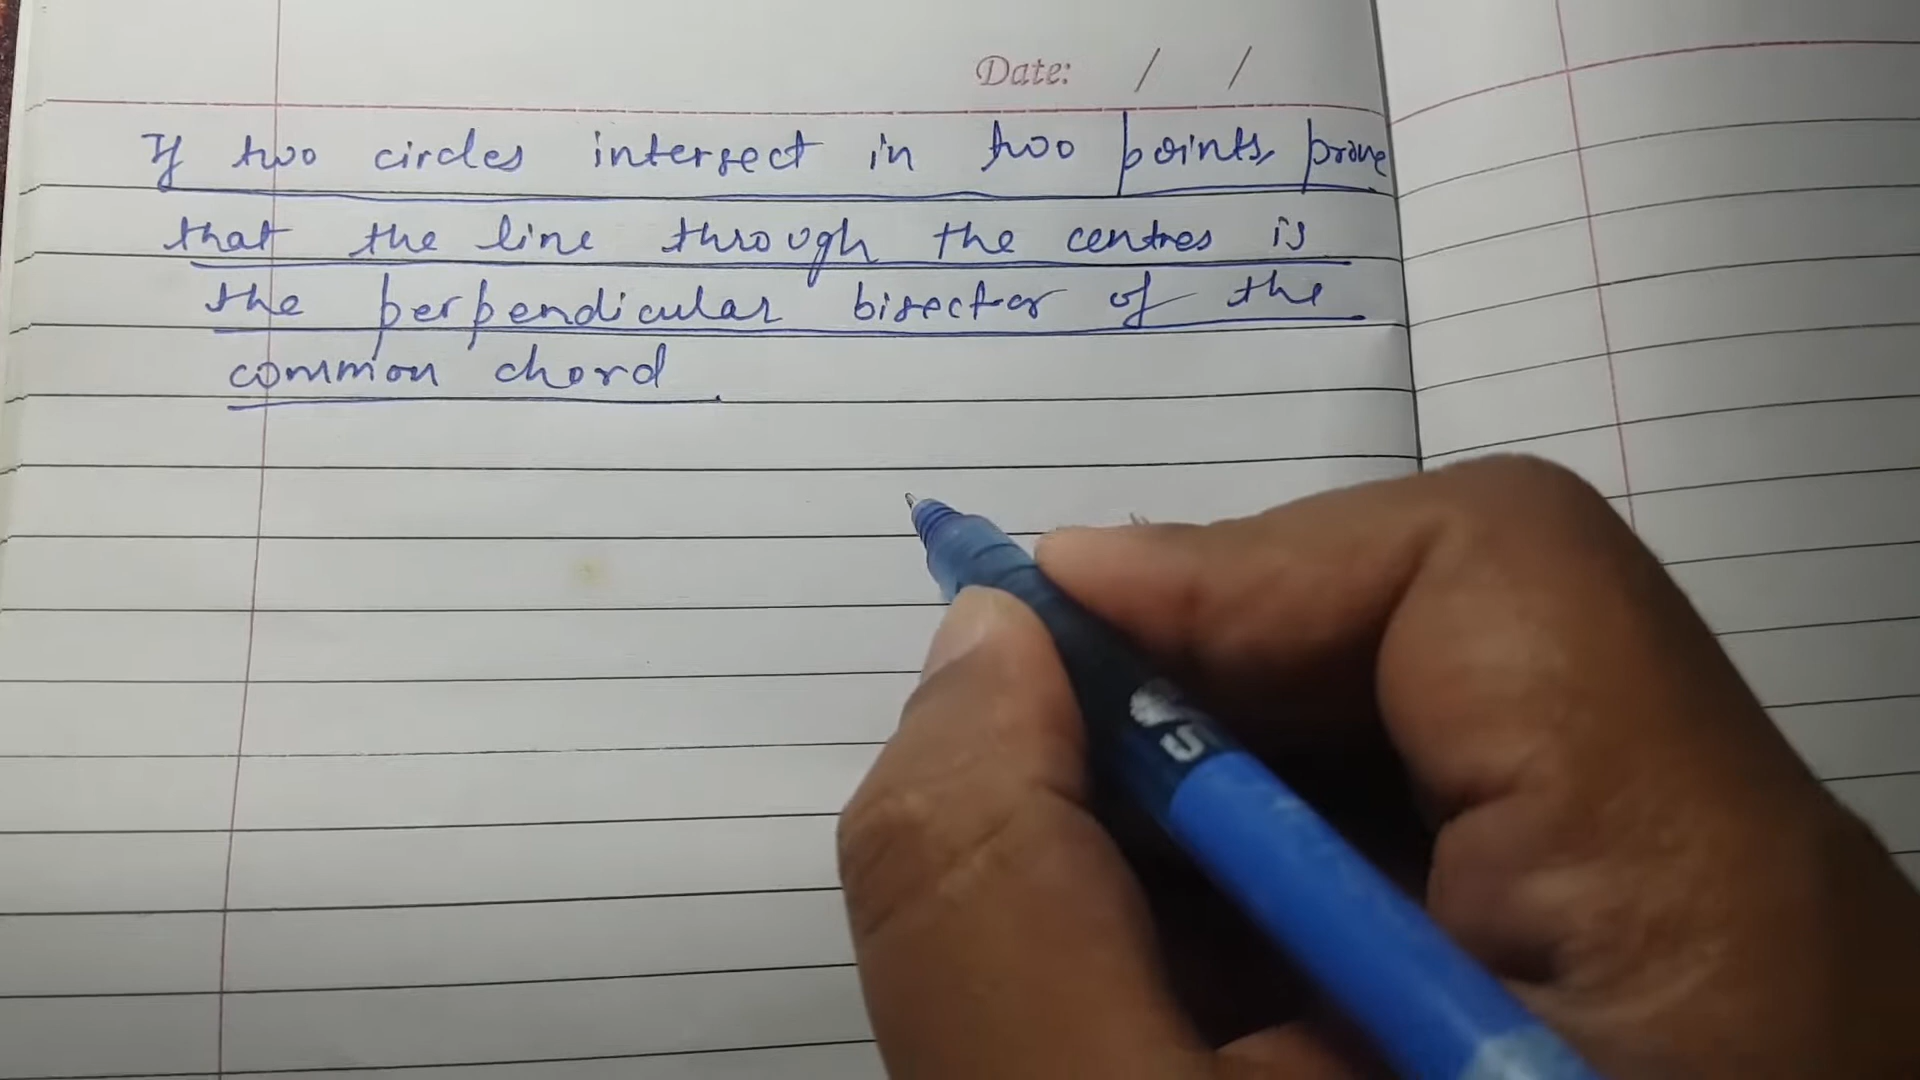 Date: / /
If two circles intersect in two points, prove
that the line through the centres is
the perpendicular bisector of the
common chord.